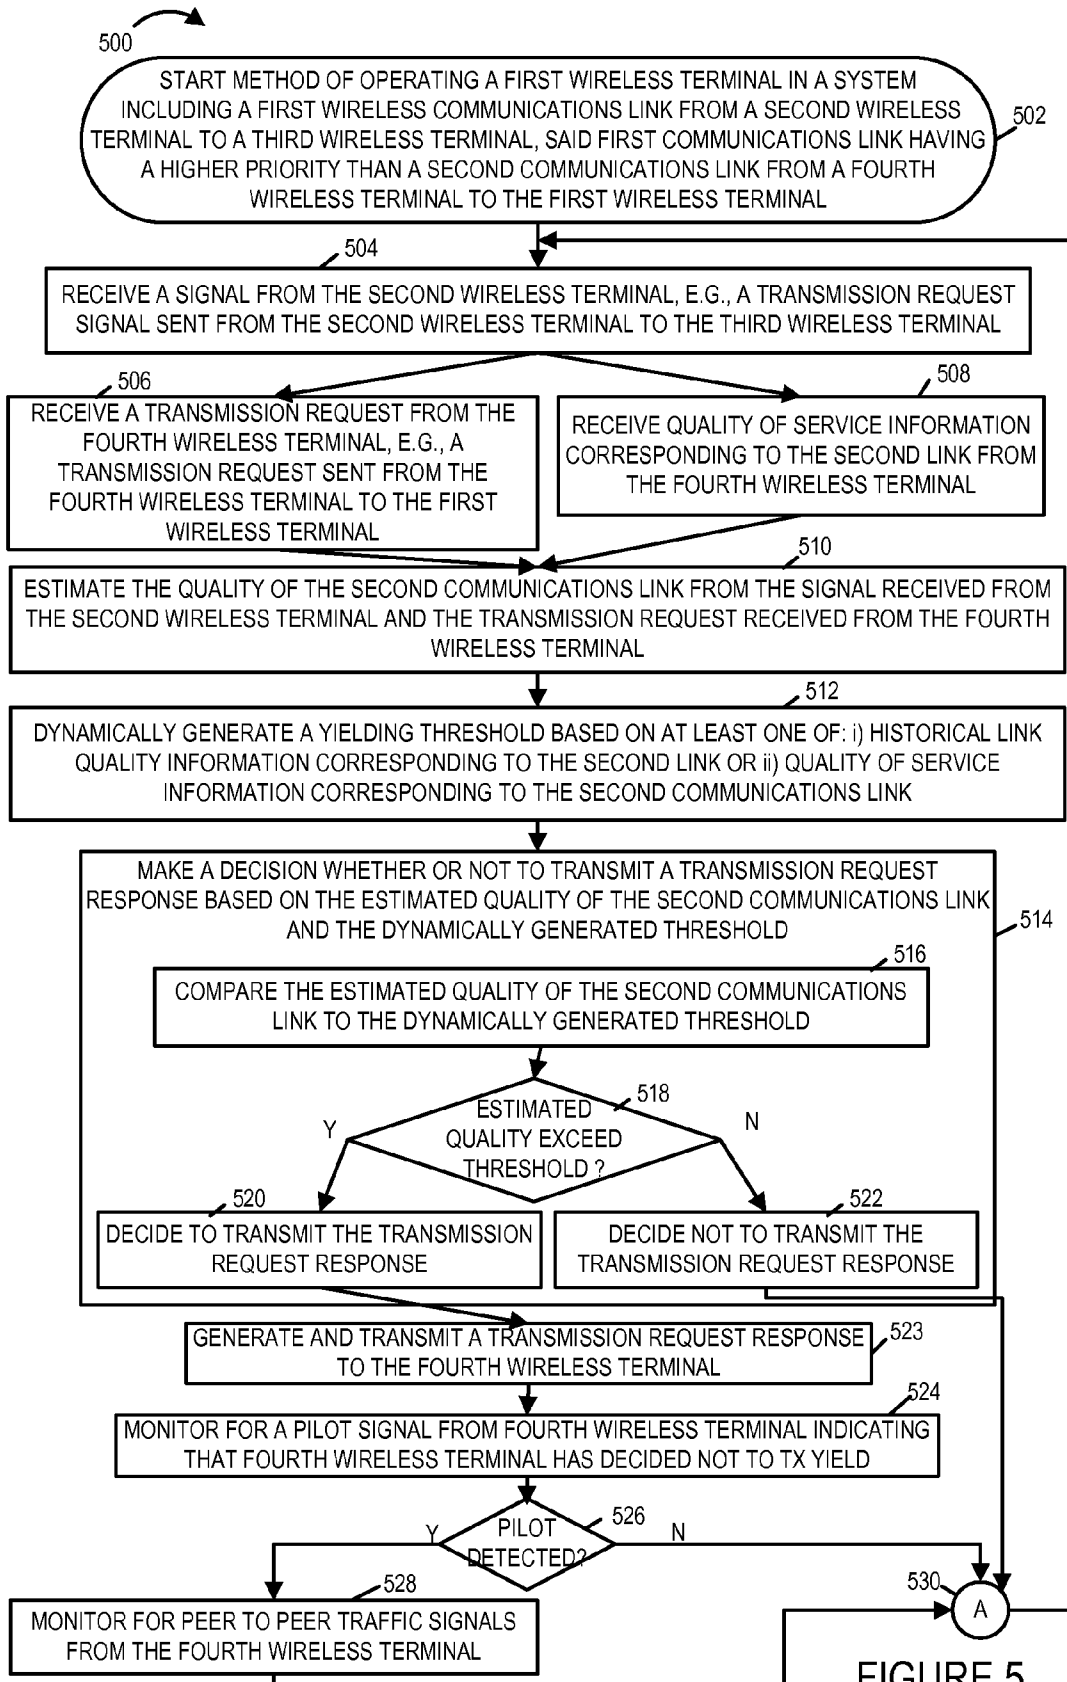 500
START METHOD OF OPERATING A FIRST WIRELESS TERMINAL IN A SYSTEM
INCLUDING A FIRST WIRELESS COMMUNICATIONS LINK FROM A SECOND WIRELESS
TERMINAL TO A THIRD WIRELESS TERMINAL, SAID FIRST COMMUNICATIONS LINK HAVING
A HIGHER PRIORITY THAN A SECOND COMMUNICATIONS LINK FROM A FOURTH
WIRELESS TERMINAL TO THE FIRST WIRELESS TERMINAL
502
504
RECEIVE A SIGNAL FROM THE SECOND WIRELESS TERMINAL, E.G., A TRANSMISSION REQUEST
SIGNAL SENT FROM THE SECOND WIRELESS TERMINAL TO THE THIRD WIRELESS TERMINAL
506
RECEIVE A TRANSMISSION REQUEST FROM THE
FOURTH WIRELESS TERMINAL, E.G., A
TRANSMISSION REQUEST SENT FROM THE
FOURTH WIRELESS TERMINAL TO THE FIRST
WIRELESS TERMINAL
508
RECEIVE QUALITY OF SERVICE INFORMATION
CORRESPONDING TO THE SECOND LINK FROM
THE FOURTH WIRELESS TERMINAL
510
ESTIMATE THE QUALITY OF THE SECOND COMMUNICATIONS LINK FROM THE SIGNAL RECEIVED FROM
THE SECOND WIRELESS TERMINAL AND THE TRANSMISSION REQUEST RECEIVED FROM THE FOURTH
WIRELESS TERMINAL
512
DYNAMICALLY GENERATE A YIELDING THRESHOLD BASED ON AT LEAST ONE OF: i) HISTORICAL LINK
QUALITY INFORMATION CORRESPONDING TO THE SECOND LINK OR ii) QUALITY OF SERVICE
INFORMATION CORRESPONDING TO THE SECOND COMMUNICATIONS LINK
MAKE A DECISION WHETHER OR NOT TO TRANSMIT A TRANSMISSION REQUEST
RESPONSE BASED ON THE ESTIMATED QUALITY OF THE SECOND COMMUNICATIONS LINK
AND THE DYNAMICALLY GENERATED THRESHOLD
514
516
COMPARE THE ESTIMATED QUALITY OF THE SECOND COMMUNICATIONS
LINK TO THE DYNAMICALLY GENERATED THRESHOLD
518
ESTIMATED
QUALITY EXCEED
THRESHOLD ?
Y
N
520
DECIDE TO TRANSMIT THE TRANSMISSION
REQUEST RESPONSE
522
DECIDE NOT TO TRANSMIT THE
TRANSMISSION REQUEST RESPONSE
GENERATE AND TRANSMIT A TRANSMISSION REQUEST RESPONSE
TO THE FOURTH WIRELESS TERMINAL
523
524
MONITOR FOR A PILOT SIGNAL FROM FOURTH WIRELESS TERMINAL INDICATING
THAT FOURTH WIRELESS TERMINAL HAS DECIDED NOT TO TX YIELD
526
PILOT
DETECTED?
Y
N
528
MONITOR FOR PEER TO PEER TRAFFIC SIGNALS
FROM THE FOURTH WIRELESS TERMINAL
530
A
FIGURE 5